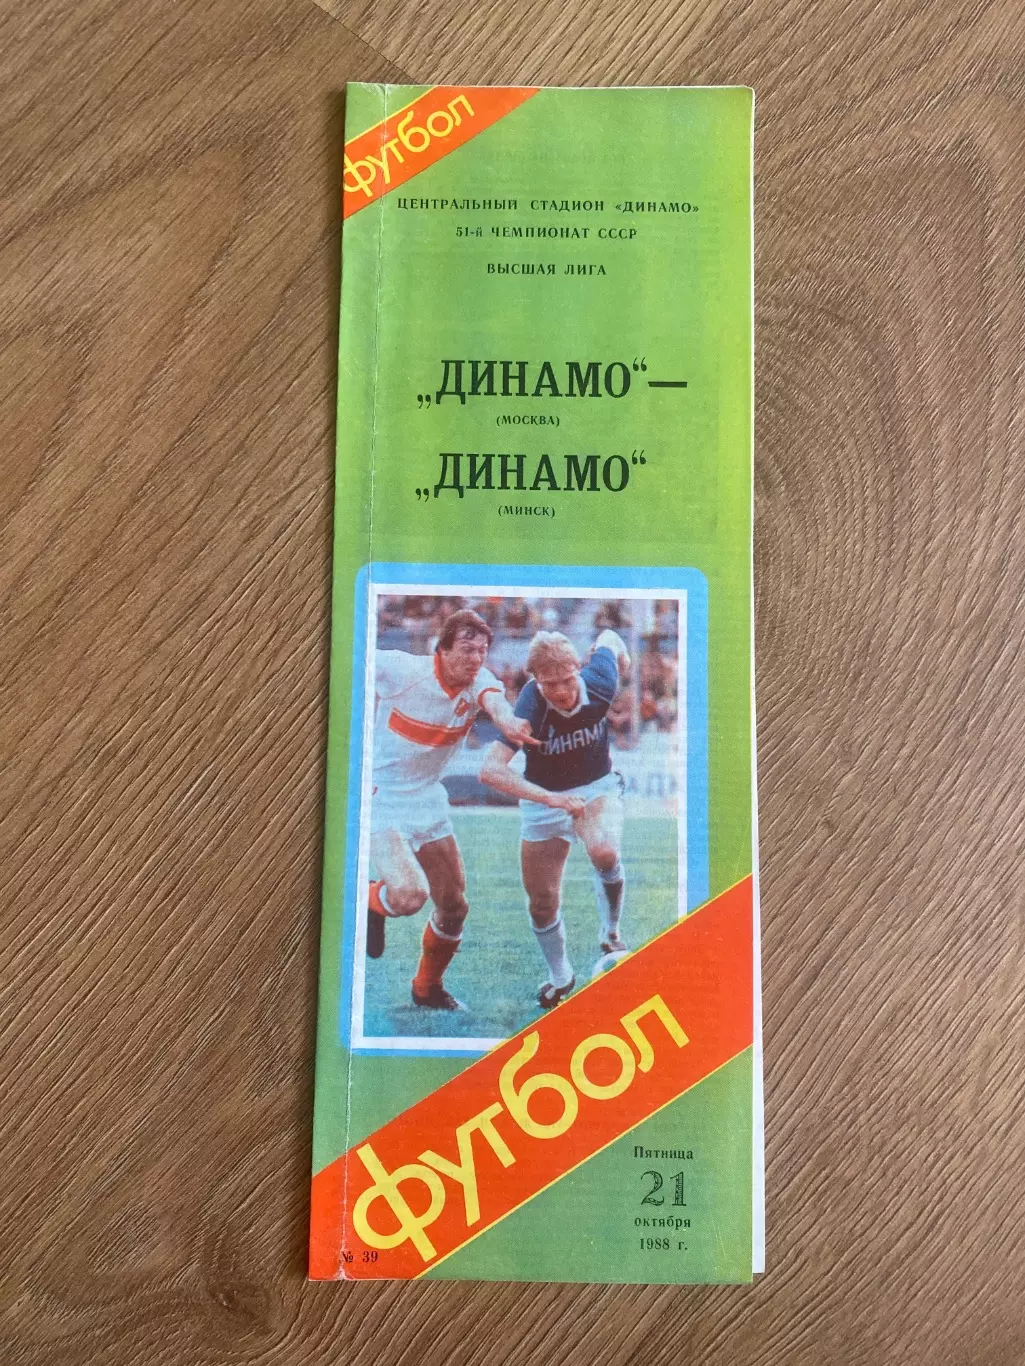 футбол
ЦЕНТРАЛЬНЫЙ СТАДИОН «ДИНАМО»
51-й ЧЕМПИОНАТ СССР
ВЫСШАЯ ЛИГА
„ДИНАМО“—
(МОСКВА)
„ДИНАМО“
(МИНСК)
ДИНАМ
футбол
Пятница
21
октября
1988 г.
№ 39